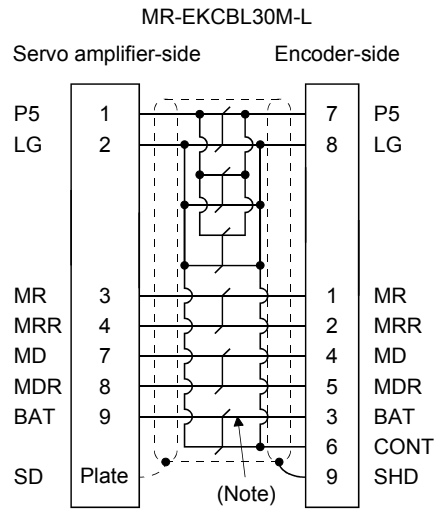 MR-EKCBL30M-L
Servo amplifier-side Encoder-side
P5 1 7 P5
LG 2 8 LG
MR 3 1 MR
MRR 4 2 MRR
MD 7 4 MD
MDR 8 5 MDR
BAT 9 3 BAT
6 CONT
SD Plate 9 SHD
(Note)